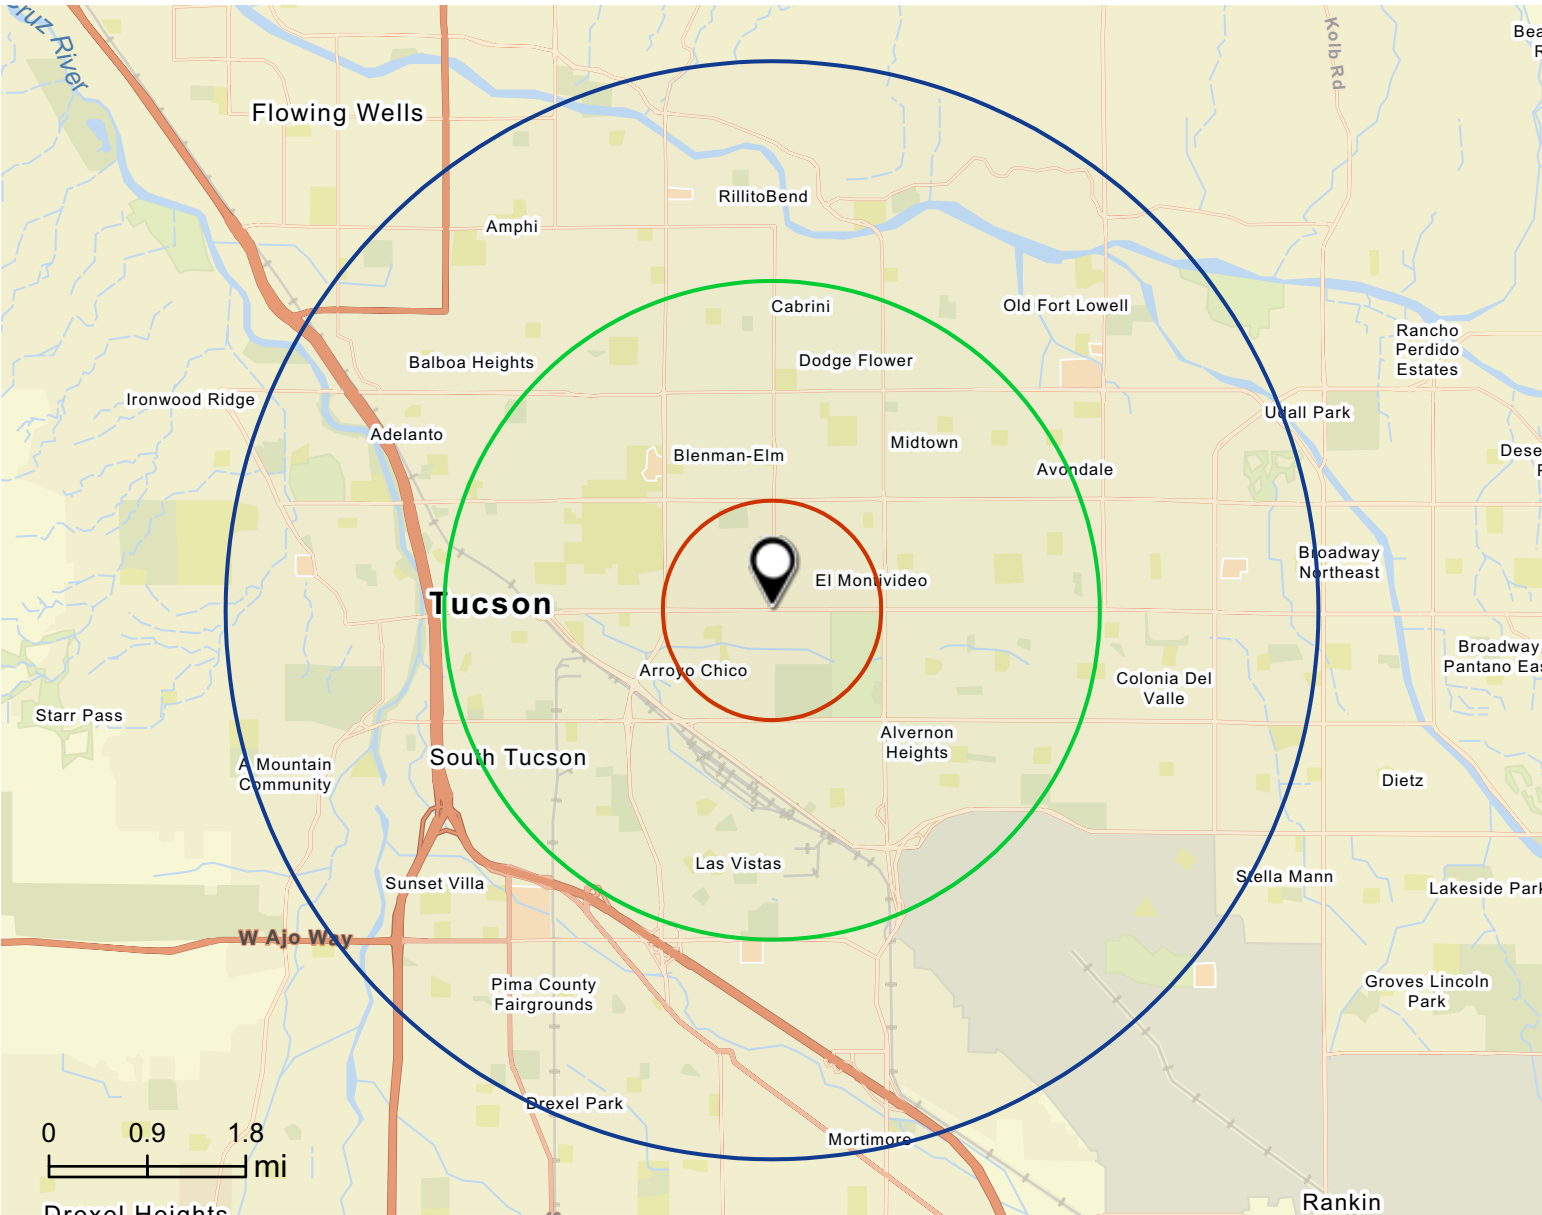 Cruz River
Kolb Rd
Flowing Wells
RillitoBend
Amphi
Cabrini
Old Fort Lowell
Rancho
Perdido
Estates
Balboa Heights
Dodge Flower
Ironwood Ridge
Udall Park
Adelanto
Midtown
Blenman-Elm
Avondale
Broadway
Northeast
El Montivideo
Tucson
Broadway
Arroyo Chico
Colonia Del
Valle
Starr Pass
Alvernon
Heights
South Tucson
A Mountain
Community
Dietz
Las Vistas
Sunset Villa
Stella Mann
Lakeside Park
W Ajo Way
Pima County
Fairgrounds
Groves Lincoln
Park
Drexel Park
Mortimore
0 0.9 1.8
mi
Rankin
Drexel Heights